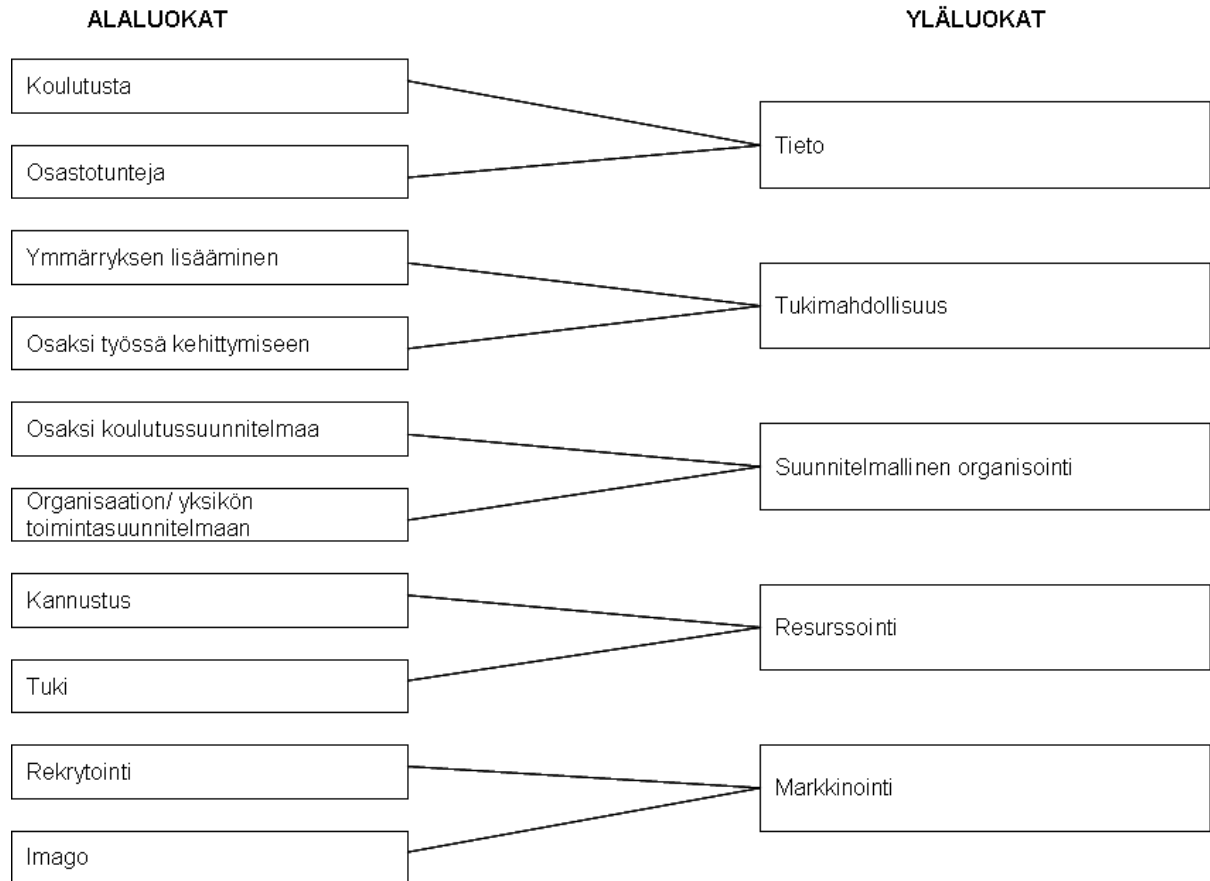 ALALUOKAT
YLÄLUOKAT
Koulutusta
Osastotunteja
Tieto
Ymmärryksen lisääminen
Osaksi työssä kehittymiseen
Tukimahdollisuus
Osaksi koulutussuunnitelmaa
Organisaation/ yksikön
toimintasuunnitelmaan
Suunnitelmallinen organisointi
Kannustus
Tuki
Resurssointi
Rekrytointi
Imago
Markkinointi